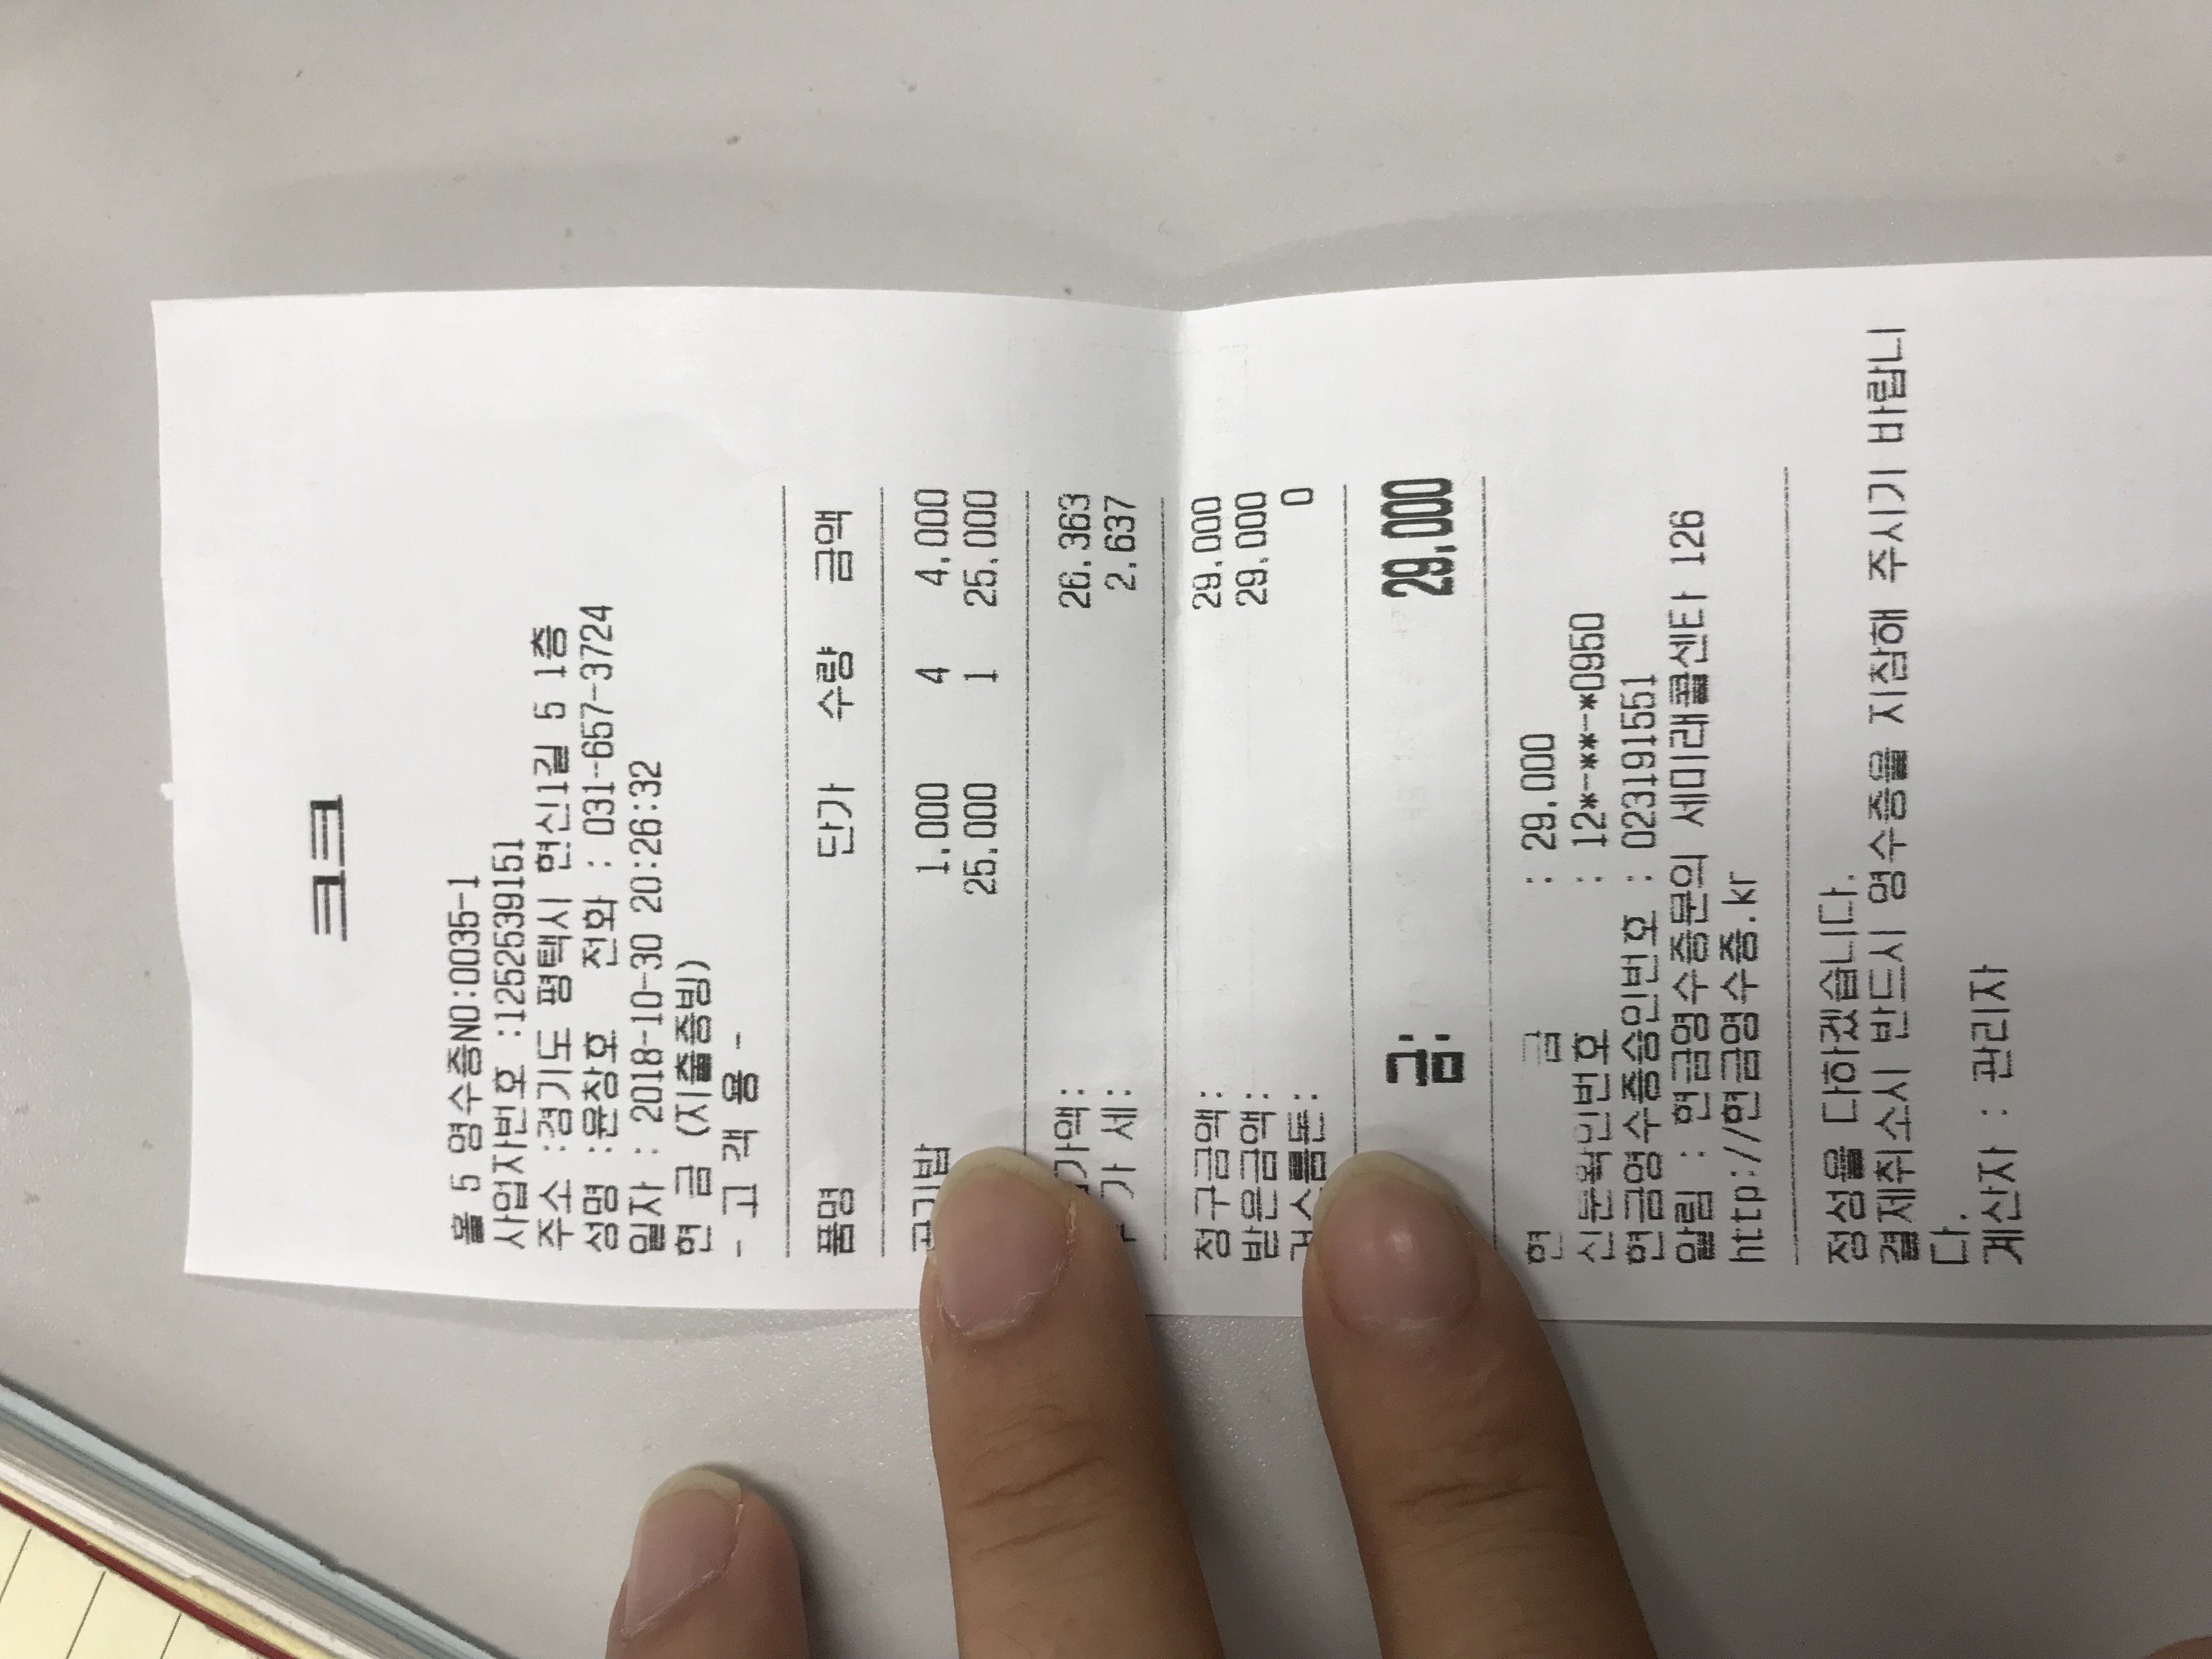 크크
홀 5 영수증NO:0035-1
사업자번호 :1252539151
주소 :경기도 평택시 현신1길 5 1층
성명 :윤창호 전화 : 031-657-3724
일자 : 2018-10-30 20:26:32
현 금 (지출증빙)
- 고 객 용 -
품명 단가 수량 금액
공기밥 1,000 4 4,000
25,000 1 25,000
가액: 26,363
부 가 세: 2,637
청구금액: 29,000
받은금액: 29,000
거스름돈: 0
금: 29,000
현 금 : 29,000
신분확인번호 : 12*-**-*0950
현금영수증승인번호 : 023191551
알림 : 현금영수증문의 세미래콜센타 126
http://현금영수증.kr
정성을 다하겠습니다.
결제취소시 반드시 영수증을 지참해 주시기 바랍니
다.
계산자 : 관리자